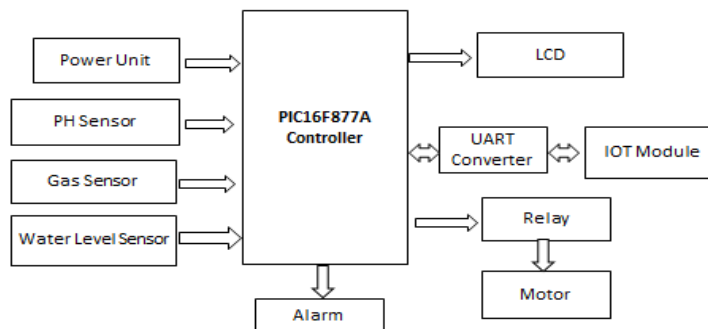 Power Unit
PH Sensor
Gas Sensor
Water Level Sensor
PIC16F877A
Controller
Alarm
LCD
UART
Converter
IOT Module
Relay
Motor